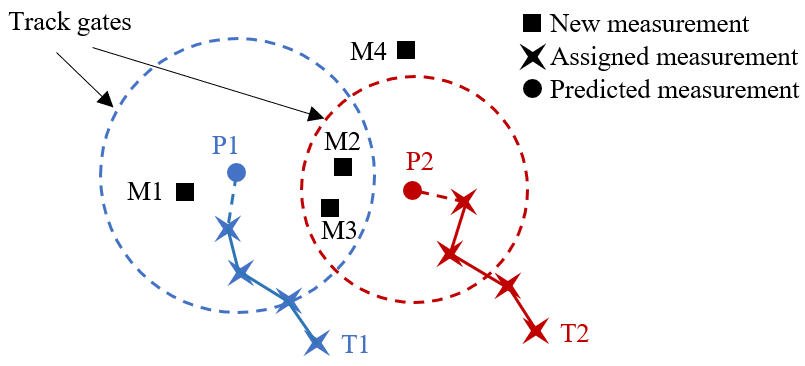 Track gates
M4
New measurement
Assigned measurement
Predicted measurement
P1
M2
P2
M1
M3
T1
T2